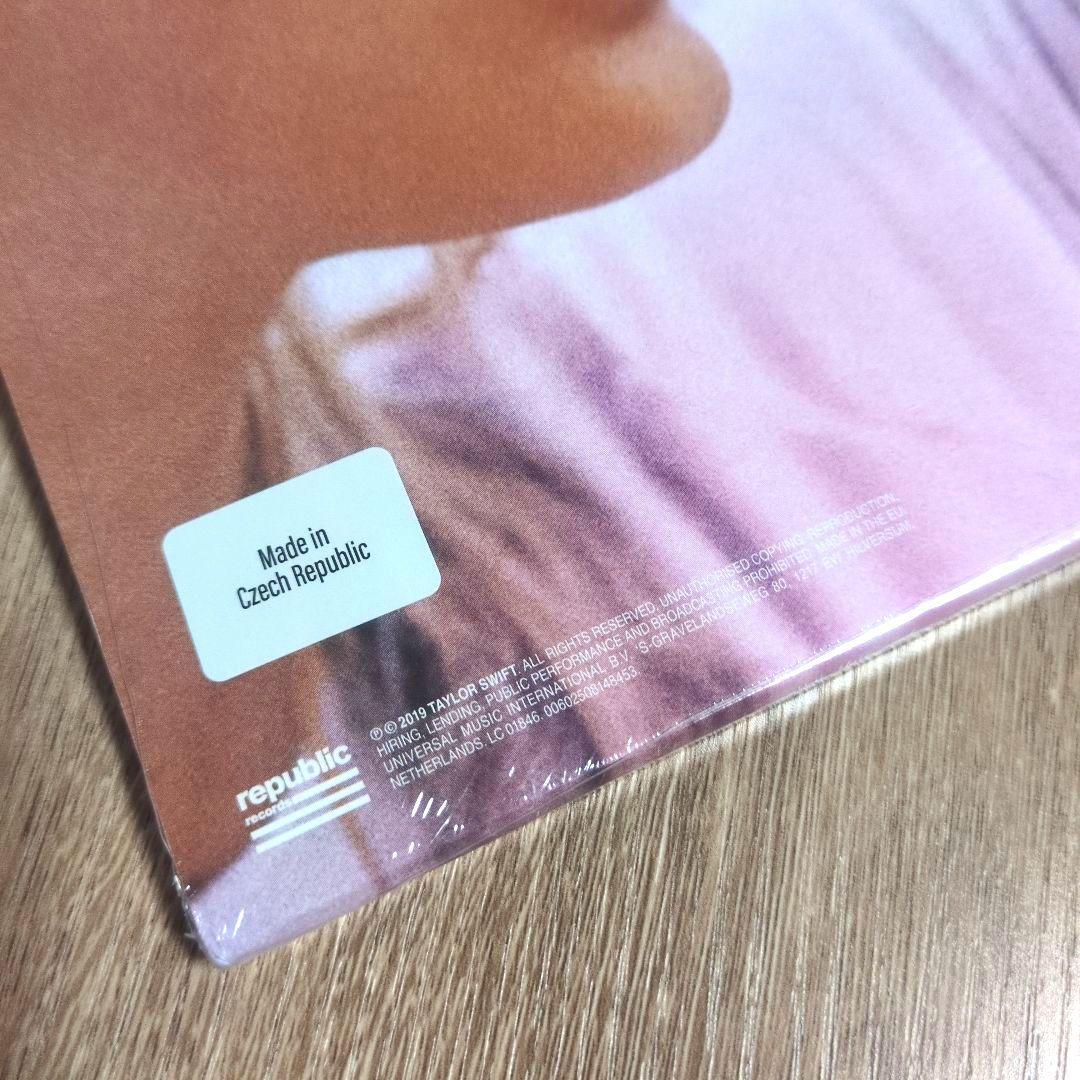 Made in
Czech Republic
republic
records
℗ © 2019 TAYLOR SWIFT. ALL RIGHTS RESERVED. UNAUTHORISED COPYING, REPRODUCTION,
HIRING, LENDING, PUBLIC PERFORMANCE AND BROADCASTING PROHIBITED. MADE IN THE EU.
UNIVERSAL MUSIC INTERNATIONAL B.V. 'S-GRAVELANDSEWEG 80, 1217 EW HILVERSUM,
NETHERLANDS. LC 01846. 00602508148453.